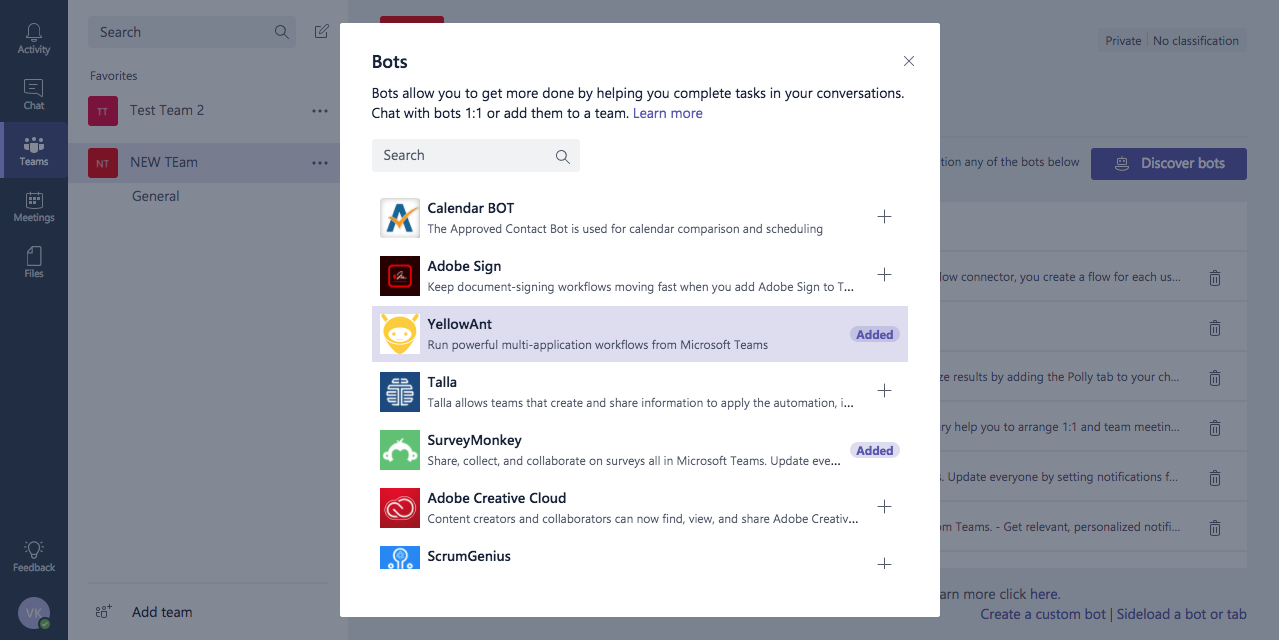 Activity
Chat
Teams
Meetings
Files
Feedback
VK
Search
Favorites
TT Test Team 2
NT NEW TEam
General
Add team
Bots
Bots allow you to get more done by helping you complete tasks in your conversations.
Chat with bots 1:1 or add them to a team. Learn more
Search
Calendar BOT
The Approved Contact Bot is used for calendar comparison and scheduling
Adobe Sign
Keep document-signing workflows moving fast when you add Adobe Sign to T...
YellowAnt
Run powerful multi-application workflows from Microsoft Teams
Added
Talla
Talla allows teams that create and share information to apply the automation, i...
SurveyMonkey
Share, collect, and collaborate on surveys all in Microsoft Teams. Update eve...
Added
Adobe Creative Cloud
Content creators and collaborators can now find, view, and share Adobe Creativ...
ScrumGenius
Private | No classification
any of the bots below
Discover bots
connector, you create a flow for each us...
results by adding the Polly tab to your ch...
help you to arrange 1:1 and team meetin...
Update everyone by setting notifications f...
Teams. - Get relevant, personalized notifi...
more click here.
Create a custom bot | Sideload a bot or tab